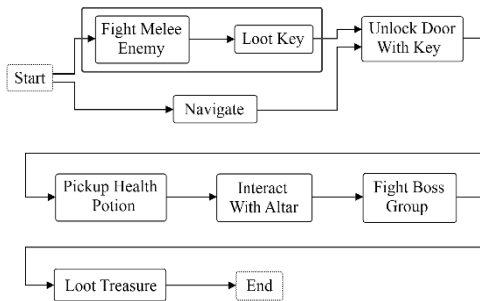 Fight Melee
Enemy
Loot Key
Unlock Door
With Key
Start
Navigate
Pickup Health
Potion
Interact
With Altar
Fight Boss
Group
Loot Treasure
End